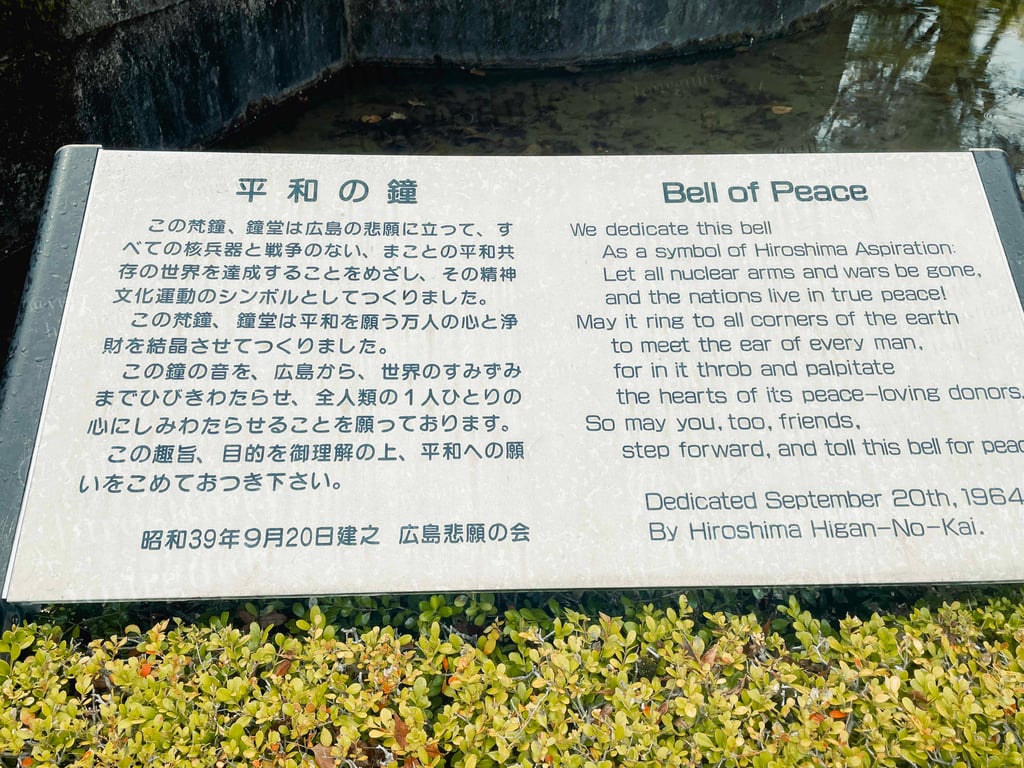 平和の鐘
この梵鐘、鐘堂は広島の悲願に立って、す
べての核兵器と戦争のない、まことの平和共
存の世界を達成することをめざし、その精神
文化運動のシンボルとしてつくりました。
この梵鐘、鐘堂は平和を願う万人の心と浄
財を結晶させてつくりました。
この鐘の音を、広島から、世界のすみずみ
までひびきわたらせ、全人類の1人ひとりの
心にしみわたらせることを願っております。
この趣旨、目的を御理解の上、平和への願
いをこめておつき下さい。
昭和39年9月20日建之 広島悲願の会
Bell of Peace
We dedicate this bell
As a symbol of Hiroshima Aspiration:
Let all nuclear arms and wars be gone,
and the nations live in true peace!
May it ring to all corners of the earth
to meet the ear of every man,
for in it throb and palpitate
the hearts of its peace-loving donors.
So may you, too, friends,
step forward, and toll this bell for peac
Dedicated September 20th, 1964
By Hiroshima Higan-No-Kai.